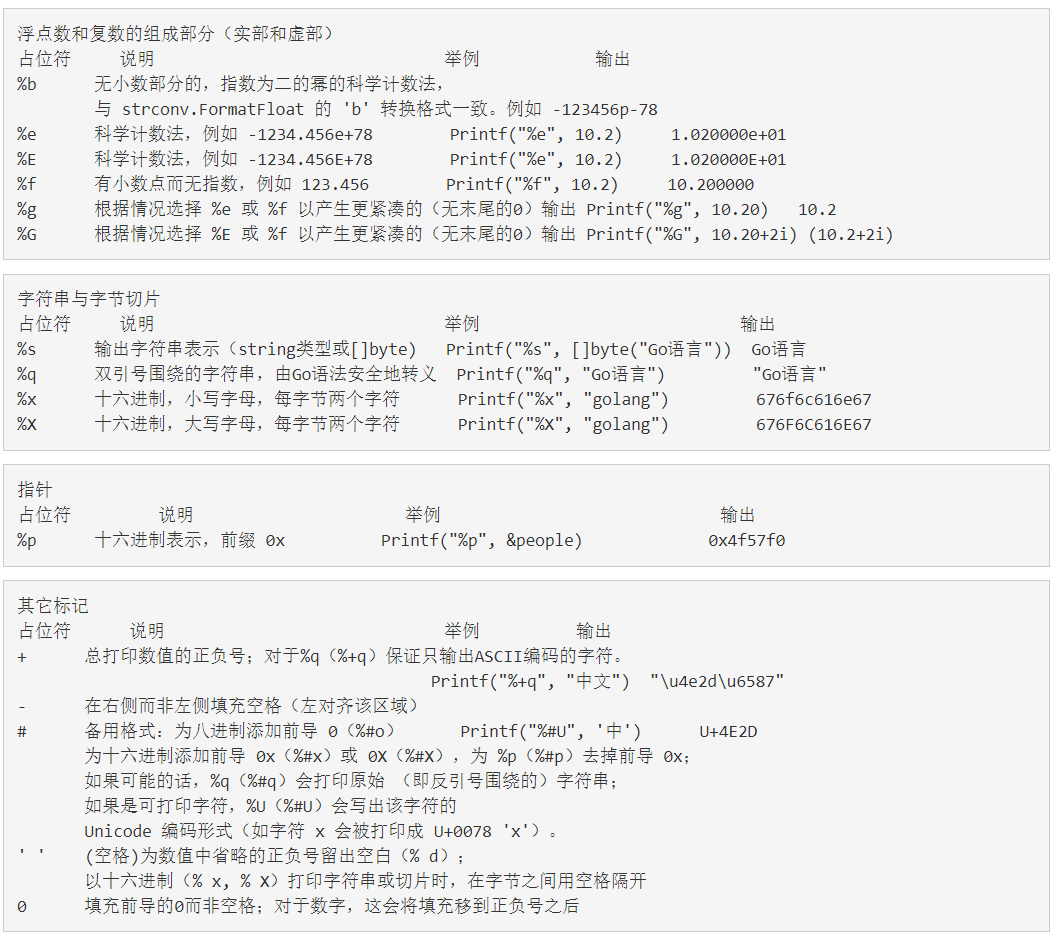 浮点数和复数的组成部分（实部和虚部）
占位符     说明                              举例            输出
%b      无小数部分的，指数为二的幂的科学计数法，
        与 strconv.FormatFloat 的 'b' 转换格式一致。例如 -123456p-78
%e      科学计数法，例如 -1234.456e+78        Printf("%e", 10.2)     1.020000e+01
%E      科学计数法，例如 -1234.456E+78        Printf("%e", 10.2)     1.020000E+01
%f      有小数点而无指数，例如 123.456        Printf("%f", 10.2)     10.200000
%g      根据情况选择 %e 或 %f 以产生更紧凑的（无末尾的0）输出 Printf("%g", 10.20)   10.2
%G      根据情况选择 %E 或 %f 以产生更紧凑的（无末尾的0）输出 Printf("%G", 10.20+2i) (10.2+2i)
字符串与字节切片
占位符     说明                              举例                           输出
%s      输出字符串表示（string类型或[]byte)   Printf("%s", []byte("Go语言"))  Go语言
%q      双引号围绕的字符串，由Go语法安全地转义  Printf("%q", "Go语言")         "Go语言"
%x      十六进制，小写字母，每字节两个字符      Printf("%x", "golang")         676f6c616e67
%X      十六进制，大写字母，每字节两个字符      Printf("%X", "golang")         676F6C616E67
指针
占位符         说明                      举例                             输出
%p      十六进制表示，前缀 0x          Printf("%p", &people)             0x4f57f0
其它标记
占位符      说明                             举例          输出
+      总打印数值的正负号；对于%q（%+q）保证只输出ASCII编码的字符。
                                           Printf("%+q", "中文")  "\u4e2d\u6587"
-      在右侧而非左侧填充空格（左对齐该区域）
#      备用格式：为八进制添加前导 0（%#o）      Printf("%#U", '中')      U+4E2D
       为十六进制添加前导 0x（%#x）或 0X（%#X），为 %p（%#p）去掉前导 0x；
       如果可能的话，%q（%#q）会打印原始 （即反引号围绕的）字符串；
       如果是可打印字符，%U（%#U）会写出该字符的
       Unicode 编码形式（如字符 x 会被打印成 U+0078 'x'）。
' '    (空格)为数值中省略的正负号留出空白（% d）；
       以十六进制（% x, % X）打印字符串或切片时，在字节之间用空格隔开
0      填充前导的0而非空格；对于数字，这会将填充移到正负号之后